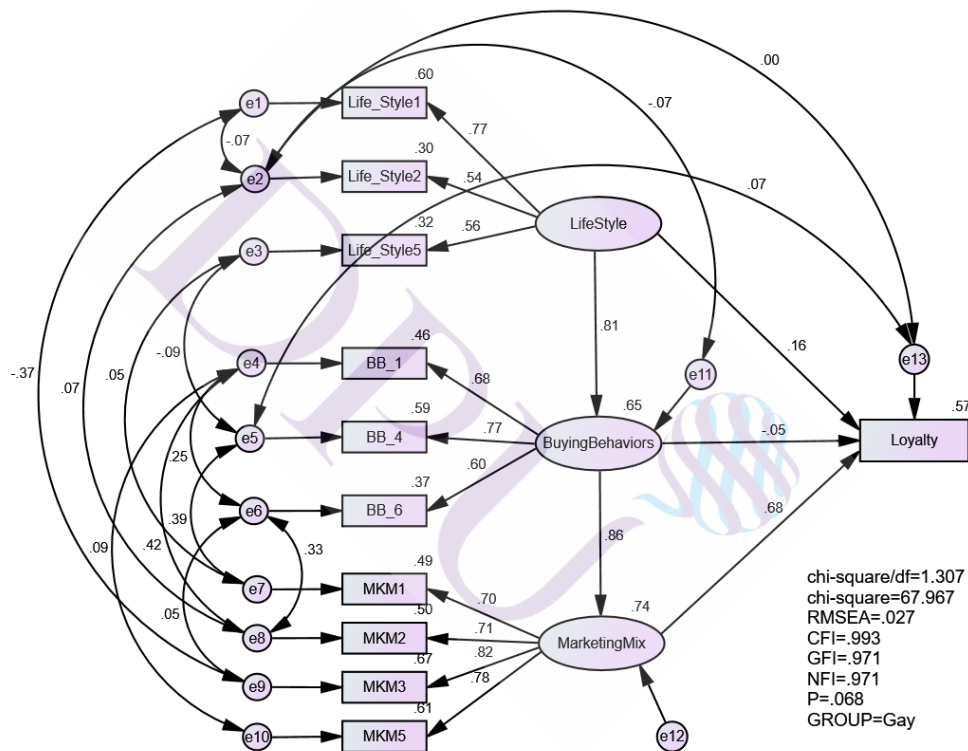 .00
.60
e1
Life_Style1
-.07
-.07
.77
.30
e2
Life_Style2
.54
.07
.32
LifeStyle
e3
Life_Style5
.56
.81
.16
-.37
.07
.05
-.09
.46
e4
BB_1
e11
e13
.68
.59
.65
.57
e5
BB_4
.77
BuyingBehaviors
-.05
Loyalty
.25
.60
.37
e6
BB_6
.39
.68
.09
.42
.33
.86
.49
e7
MKM1
.70
.05
.50
.74
e8
MKM2
.71
MarketingMix
.67
.82
e9
MKM3
.78
.61
e10
MKM5
e12
chi-square/df=1.307
chi-square=67.967
RMSEA=.027
CFI=.993
GFI=.971
NFI=.971
P=.068
GROUP=Gay
DPU